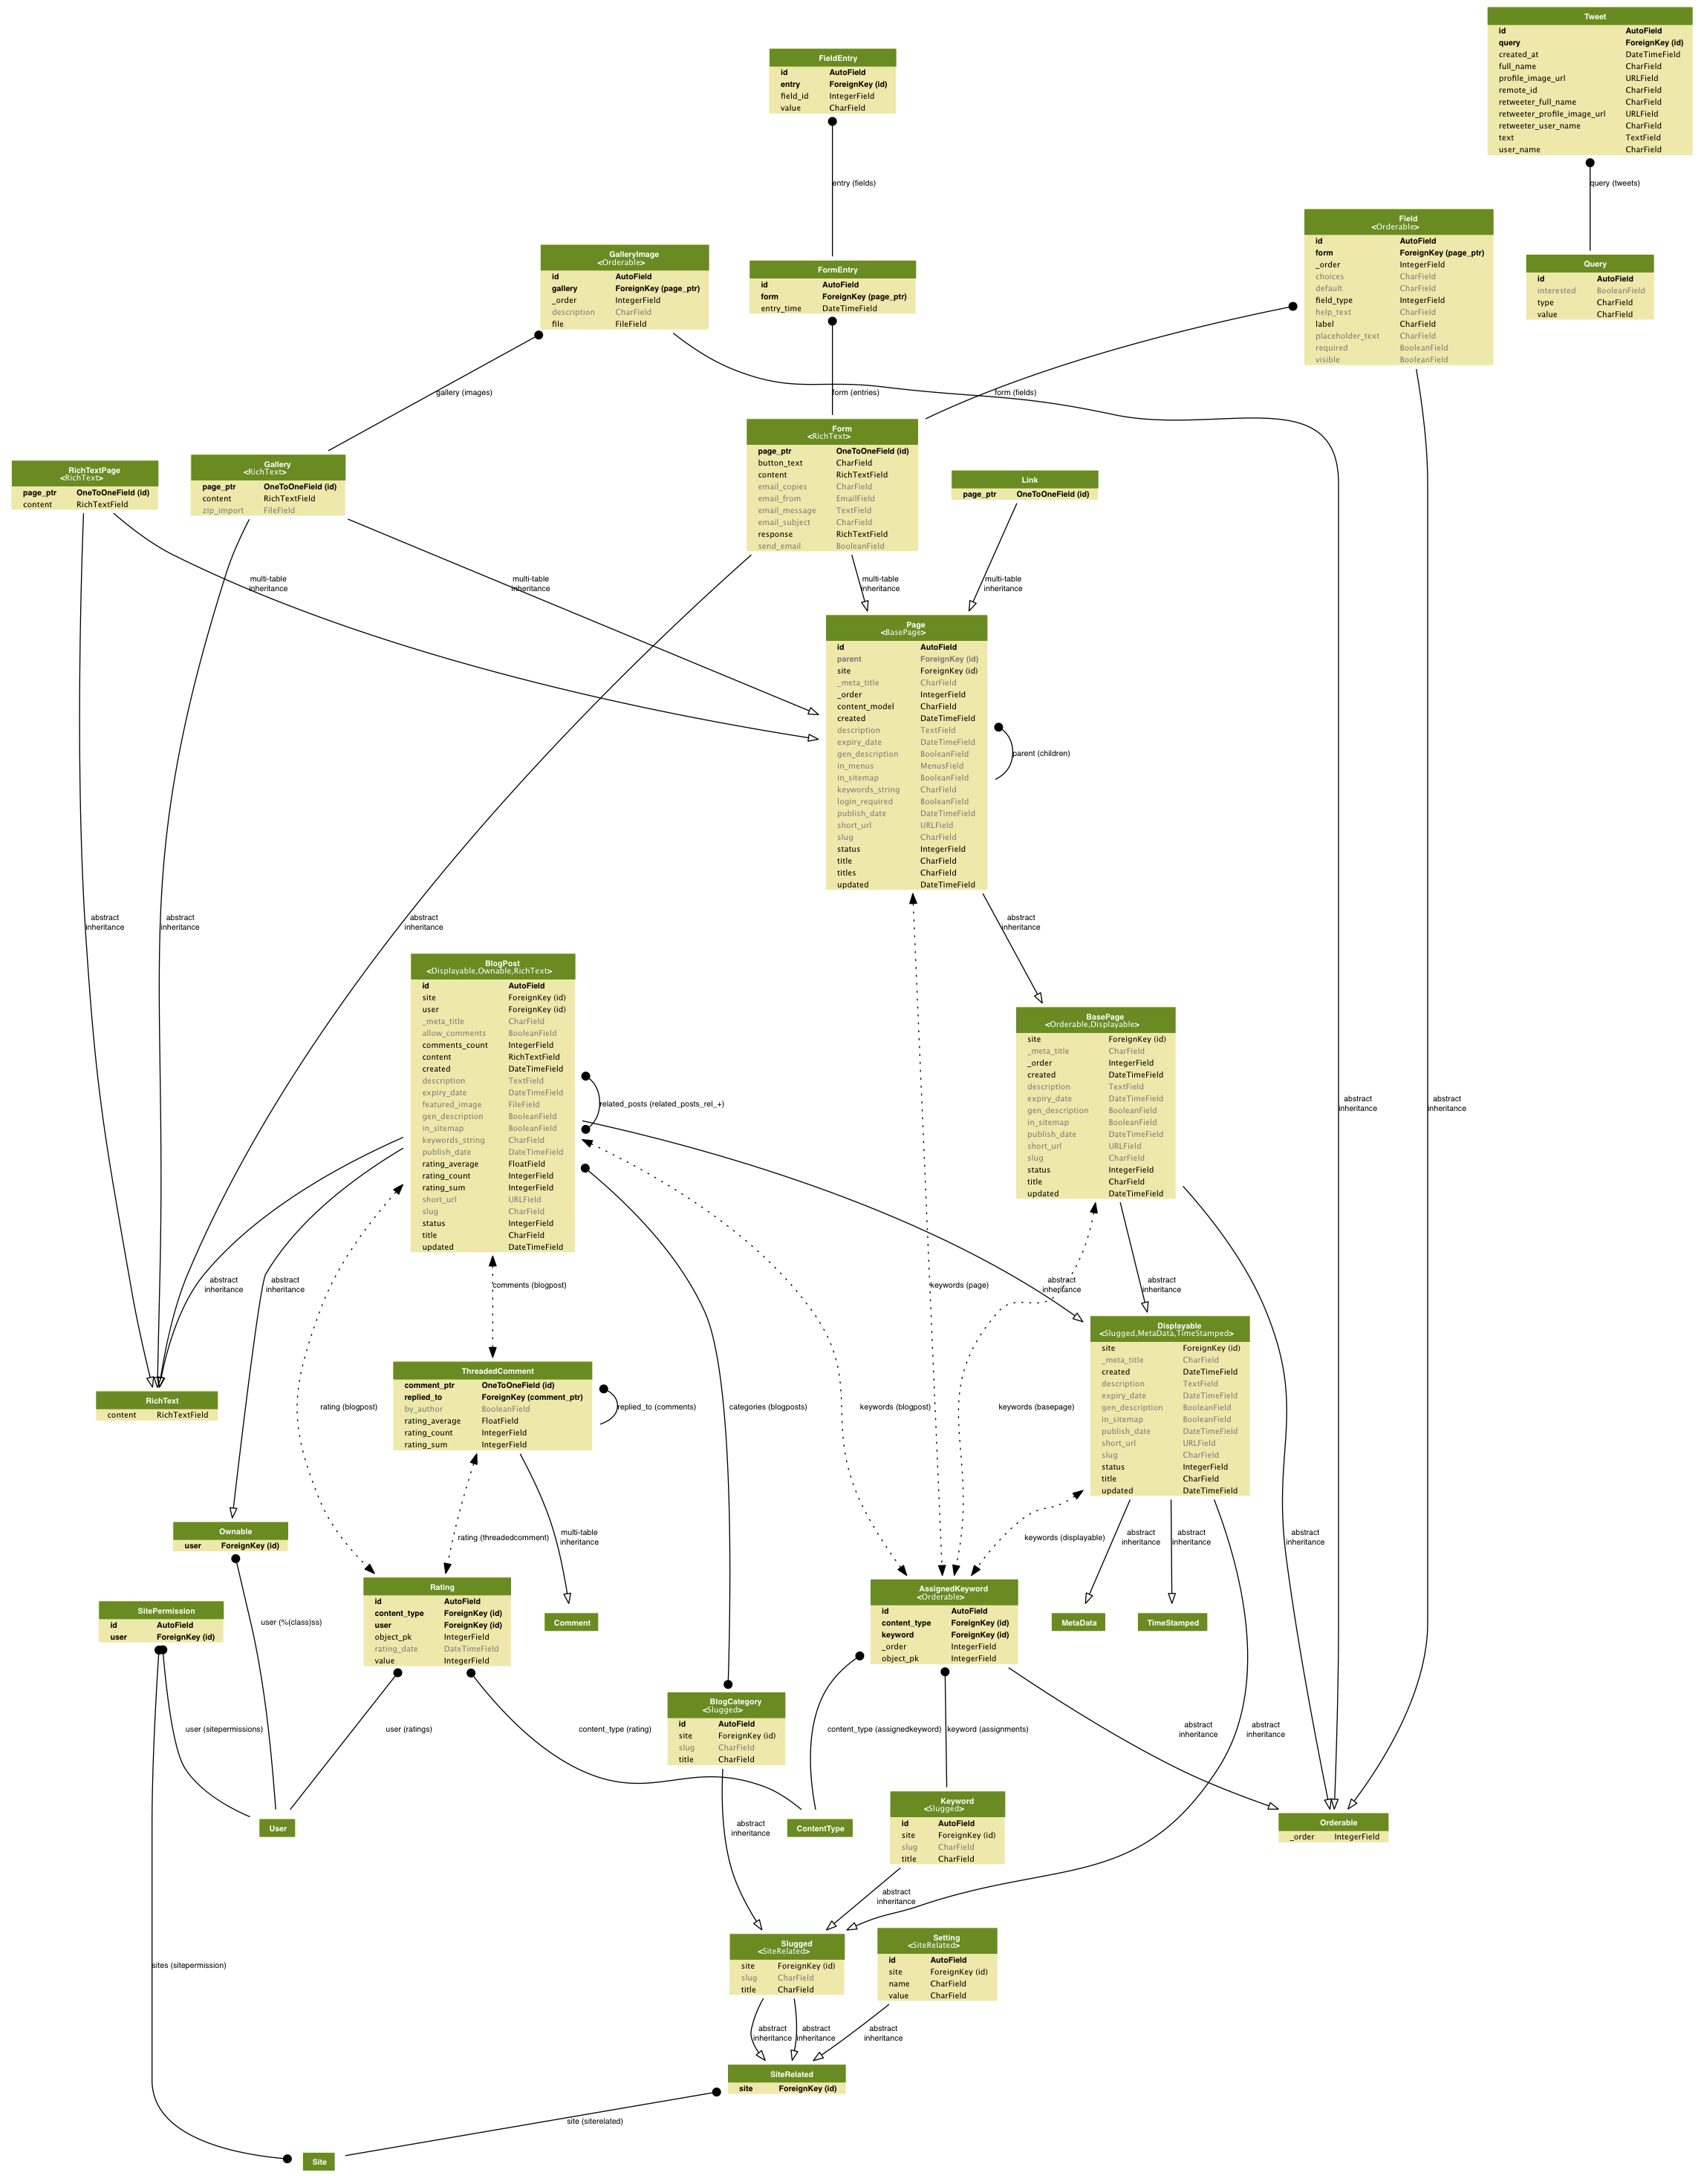 Tweet
id AutoField
query ForeignKey (id)
created_at DateTimeField
full_name CharField
profile_image_url URLField
remote_id CharField
retweeter_full_name CharField
retweeter_profile_image_url URLField
retweeter_user_name CharField
text TextField
user_name CharField
FieldEntry
id AutoField
entry ForeignKey (id)
field_id IntegerField
value CharField
entry (fields)
query (tweets)
Field
<Orderable>
id AutoField
form ForeignKey (page_ptr)
_order IntegerField
choices CharField
default CharField
field_type IntegerField
help_text CharField
label CharField
placeholder_text CharField
required BooleanField
visible BooleanField
GalleryImage
<Orderable>
id AutoField
gallery ForeignKey (page_ptr)
_order IntegerField
description CharField
file FileField
FormEntry
id AutoField
form ForeignKey (page_ptr)
entry_time DateTimeField
Query
id AutoField
interested BooleanField
type CharField
value CharField
gallery (images)
form (entries)
form (fields)
Form
<RichText>
page_ptr OneToOneField (id)
button_text CharField
content RichTextField
email_copies CharField
email_from EmailField
email_message TextField
email_subject CharField
response RichTextField
send_email BooleanField
RichTextPage
<RichText>
page_ptr OneToOneField (id)
content RichTextField
Gallery
<RichText>
page_ptr OneToOneField (id)
content RichTextField
zip_import FileField
Link
page_ptr OneToOneField (id)
multi-table
inheritance
multi-table
inheritance
multi-table
inheritance
multi-table
inheritance
Page
<BasePage>
id AutoField
parent ForeignKey (id)
site ForeignKey (id)
_meta_title CharField
_order IntegerField
content_model CharField
created DateTimeField
description TextField
expiry_date DateTimeField
gen_description BooleanField
in_menus MenusField
in_sitemap BooleanField
keywords_string CharField
login_required BooleanField
publish_date DateTimeField
short_url URLField
slug CharField
status IntegerField
title CharField
titles CharField
updated DateTimeField
parent (children)
abstract
inheritance
abstract
inheritance
abstract
inheritance
abstract
inheritance
BlogPost
<Displayable,Ownable,RichText>
id AutoField
site ForeignKey (id)
user ForeignKey (id)
_meta_title CharField
allow_comments BooleanField
comments_count IntegerField
content RichTextField
created DateTimeField
description TextField
expiry_date DateTimeField
featured_image FileField
gen_description BooleanField
in_sitemap BooleanField
keywords_string CharField
publish_date DateTimeField
rating_average FloatField
rating_count IntegerField
rating_sum IntegerField
short_url URLField
slug CharField
status IntegerField
title CharField
updated DateTimeField
related_posts (related_posts_rel_+)
BasePage
<Orderable,Displayable>
site ForeignKey (id)
_meta_title CharField
_order IntegerField
created DateTimeField
description TextField
expiry_date DateTimeField
gen_description BooleanField
in_sitemap BooleanField
publish_date DateTimeField
short_url URLField
slug CharField
status IntegerField
title CharField
updated DateTimeField
abstract
inheritance
abstract
inheritance
abstract
inheritance
abstract
inheritance
comments (blogpost)
keywords (page)
abstract
inheritance
abstract
inheritance
Displayable
<Slugged,MetaData,TimeStamped>
site ForeignKey (id)
_meta_title CharField
created DateTimeField
description TextField
expiry_date DateTimeField
gen_description BooleanField
in_sitemap BooleanField
publish_date DateTimeField
short_url URLField
slug CharField
status IntegerField
title CharField
updated DateTimeField
RichText
content RichTextField
ThreadedComment
comment_ptr OneToOneField (id)
replied_to ForeignKey (comment_ptr)
by_author BooleanField
rating_average FloatField
rating_count IntegerField
rating_sum IntegerField
rating (blogpost)
replied_to (comments)
categories (blogposts)
keywords (blogpost)
keywords (basepage)
Ownable
user ForeignKey (id)
rating (threadedcomment)
multi-table
inheritance
keywords (displayable)
abstract
inheritance
abstract
inheritance
abstract
inheritance
SitePermission
id AutoField
user ForeignKey (id)
user (%(class)ss)
Rating
id AutoField
content_type ForeignKey (id)
user ForeignKey (id)
object_pk IntegerField
rating_date DateTimeField
value IntegerField
Comment
AssignedKeyword
<Orderable>
id AutoField
content_type ForeignKey (id)
keyword ForeignKey (id)
_order IntegerField
object_pk IntegerField
MetaData
TimeStamped
BlogCategory
<Slugged>
id AutoField
site ForeignKey (id)
slug CharField
title CharField
user (sitepermissions)
user (ratings)
content_type (rating)
content_type (assignedkeyword)
keyword (assignments)
abstract
inheritance
abstract
inheritance
User
ContentType
Keyword
<Slugged>
id AutoField
site ForeignKey (id)
slug CharField
title CharField
Orderable
_order IntegerField
abstract
inheritance
abstract
inheritance
Slugged
<SiteRelated>
site ForeignKey (id)
slug CharField
title CharField
Setting
<SiteRelated>
id AutoField
site ForeignKey (id)
name CharField
value CharField
sites (sitepermission)
abstract
inheritance
abstract
inheritance
abstract
inheritance
SiteRelated
site ForeignKey (id)
site (siterelated)
Site